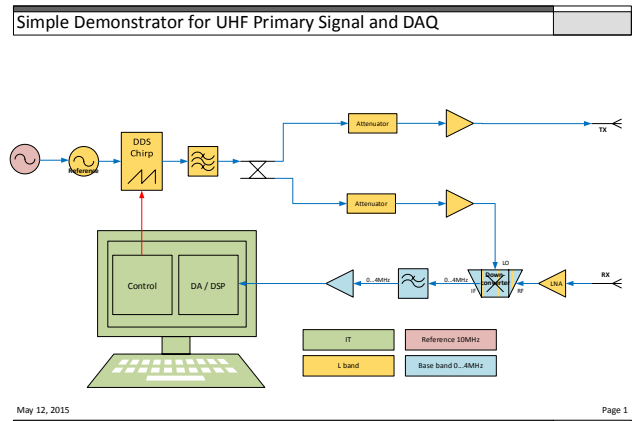 Simple Demonstrator for UHF Primary Signal and DAQ
Attenuator
TX
DDS
Chirp
Reference
Attenuator
LO
Down-
converter
RX
Control
DA / DSP
0...4MHz
0...4MHz
IF
RF
LNA
IT
Reference 10MHz
L band
Base band 0...4MHz
May 12, 2015
Page 1